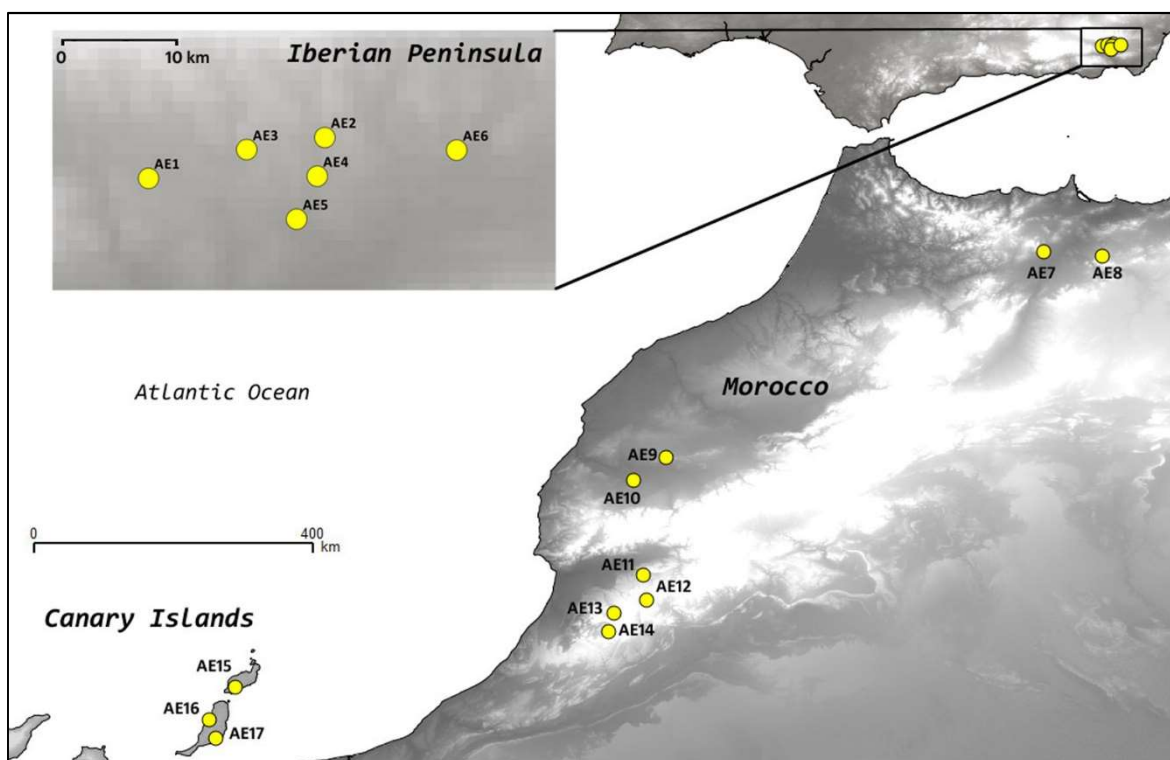 Iberian Peninsula
0 10 km
AE2
AE3
AE6
AE1
AE4
AE5
AE7
AE8
Morocco
Atlantic Ocean
AE9
AE10
0 400 km
AE11
AE12
AE13
AE14
Canary Islands
AE15
AE16
AE17